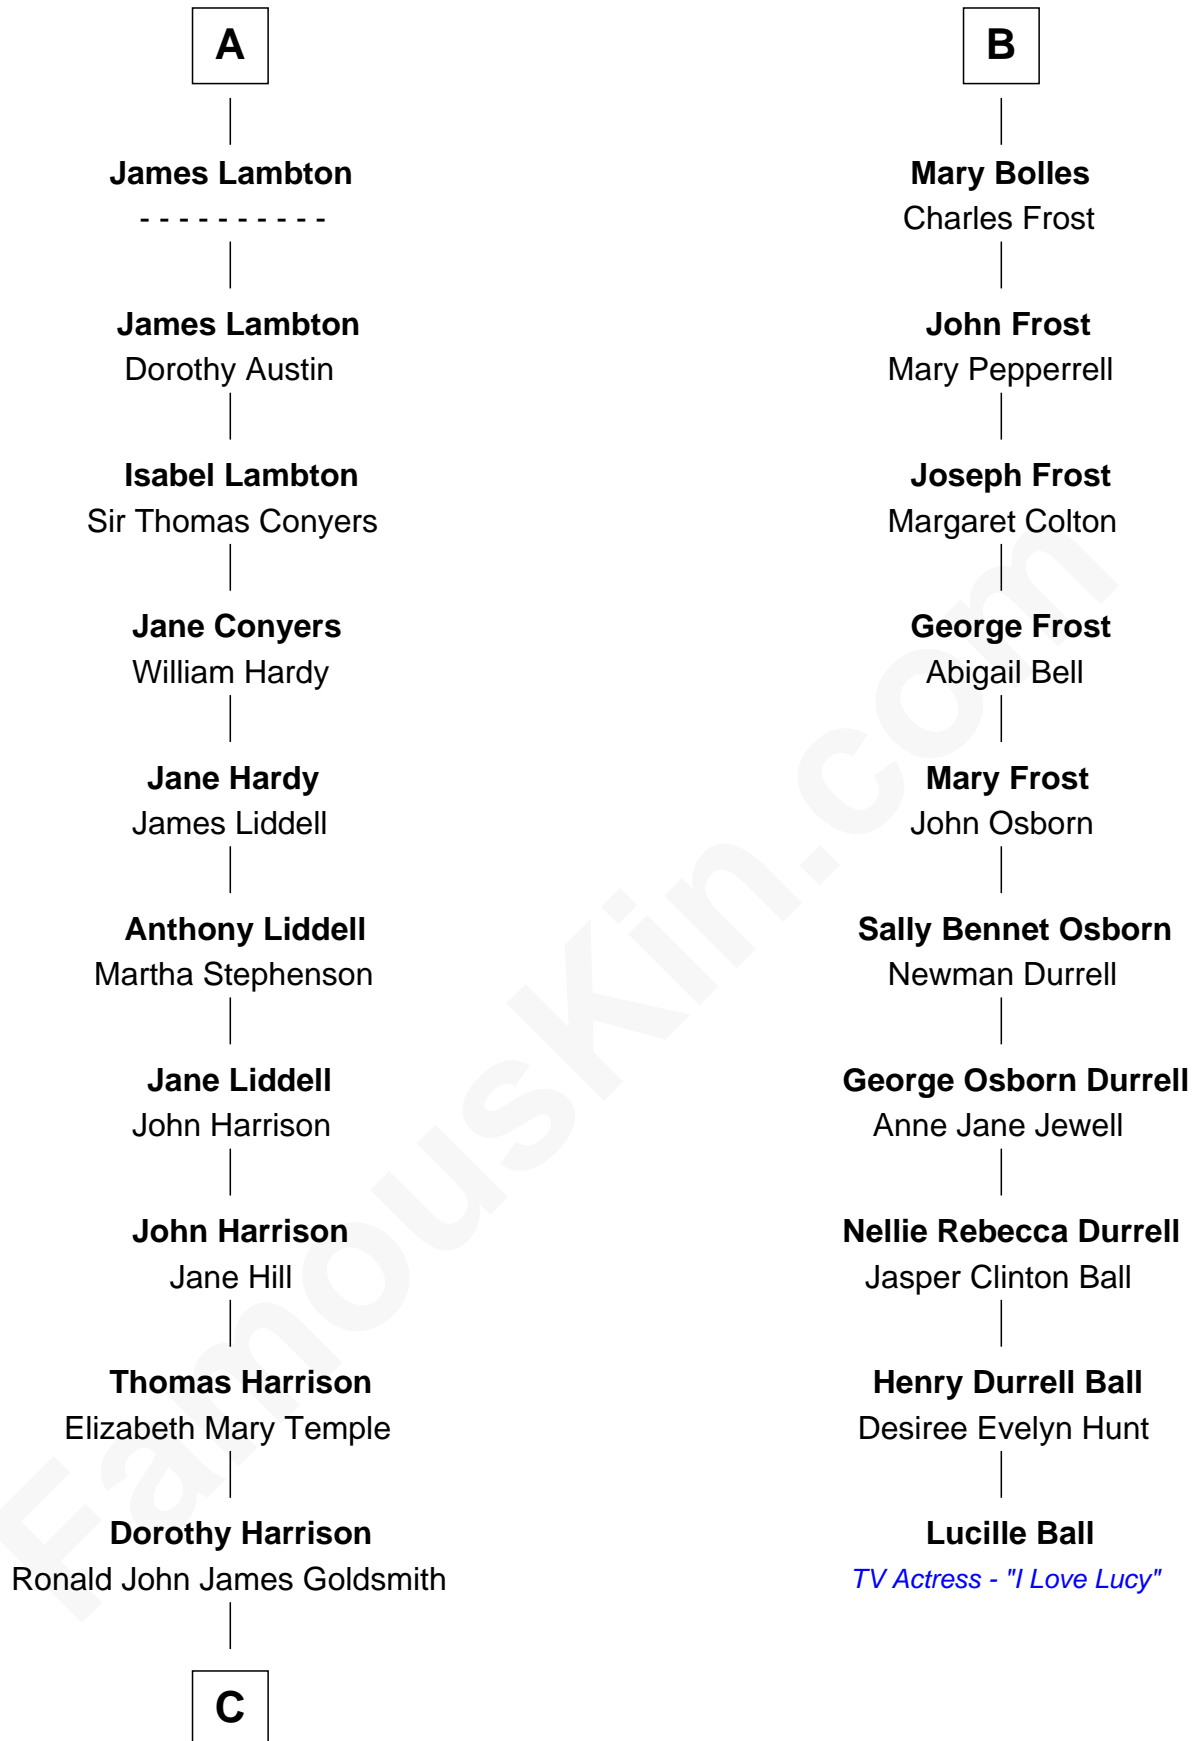 A
James Lambton
- - - - - - - - - -
James Lambton
Dorothy Austin
Isabel Lambton
Sir Thomas Conyers
Jane Conyers
William Hardy
Jane Hardy
James Liddell
Anthony Liddell
Martha Stephenson
Jane Liddell
John Harrison
John Harrison
Jane Hill
Thomas Harrison
Elizabeth Mary Temple
Dorothy Harrison
Ronald John James Goldsmith
C
B
Mary Bolles
Charles Frost
John Frost
Mary Pepperrell
Joseph Frost
Margaret Colton
George Frost
Abigail Bell
Mary Frost
John Osborn
Sally Bennet Osborn
Newman Durrell
George Osborn Durrell
Anne Jane Jewell
Nellie Rebecca Durrell
Jasper Clinton Ball
Henry Durrell Ball
Desiree Evelyn Hunt
Lucille Ball
TV Actress - "I Love Lucy"
FamousKin.com